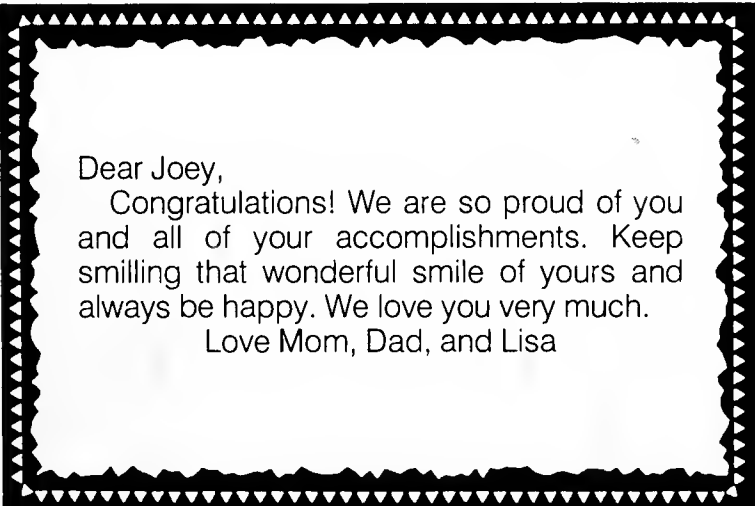 Dear Joey,
Congratulations! We are so proud of you
and all of your accomplishments. Keep
smilling that wonderful smile of yours and
always be happy. We love you very much.
Love Mom, Dad, and Lisa